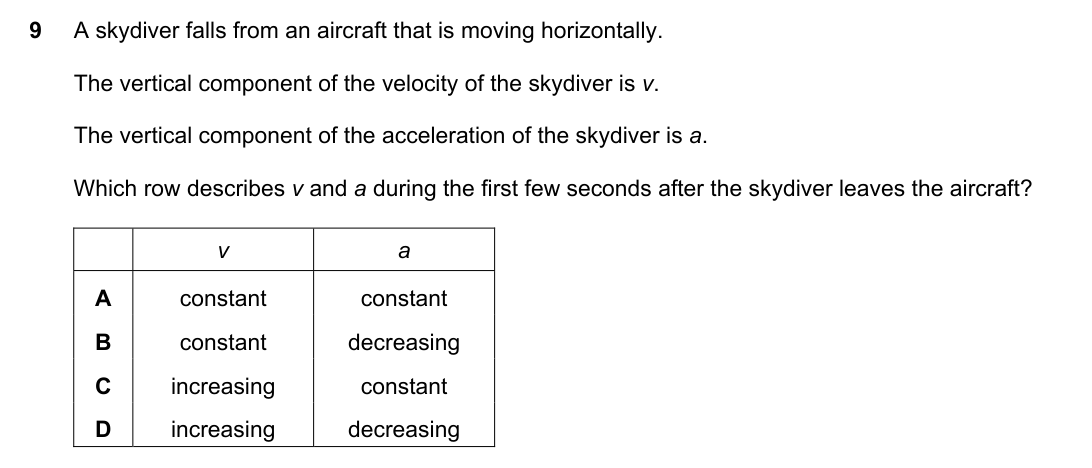 9 A skydiver falls from an aircraft that is moving horizontally.
The vertical component of the velocity of the skydiver is v.
The vertical component of the acceleration of the skydiver is a.
Which row describes v and a during the first few seconds after the skydiver leaves the aircraft?
v a
A constant constant
B constant decreasing
C increasing constant
D increasing decreasing